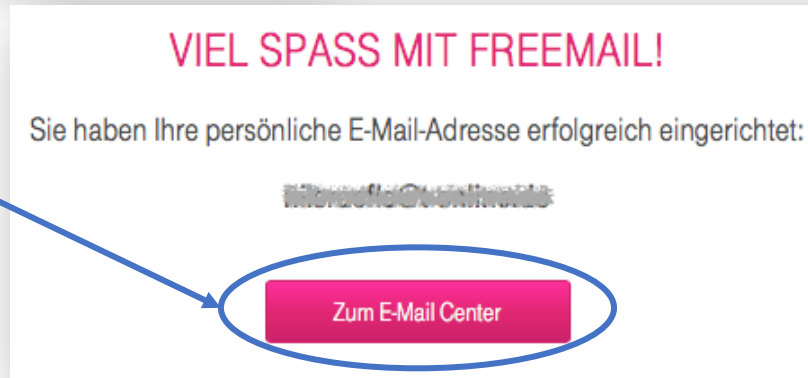 VIEL SPASS MIT FREEMAIL!
Sie haben Ihre persönliche E-Mail-Adresse erfolgreich eingerichtet:
Zum E-Mail Center